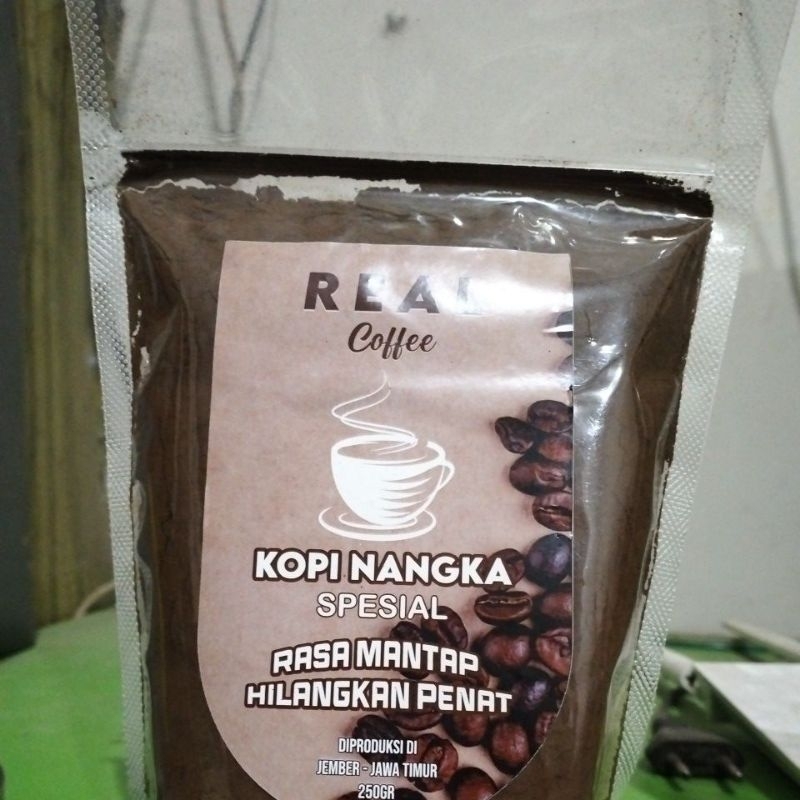 REAL
Coffee
KOPI NANGKA
SPESIAL
RASA MANTAP
HILANGKAN PENAT
DIPRODUKSI DI
JEMBER - JAWA TIMUR
250GR